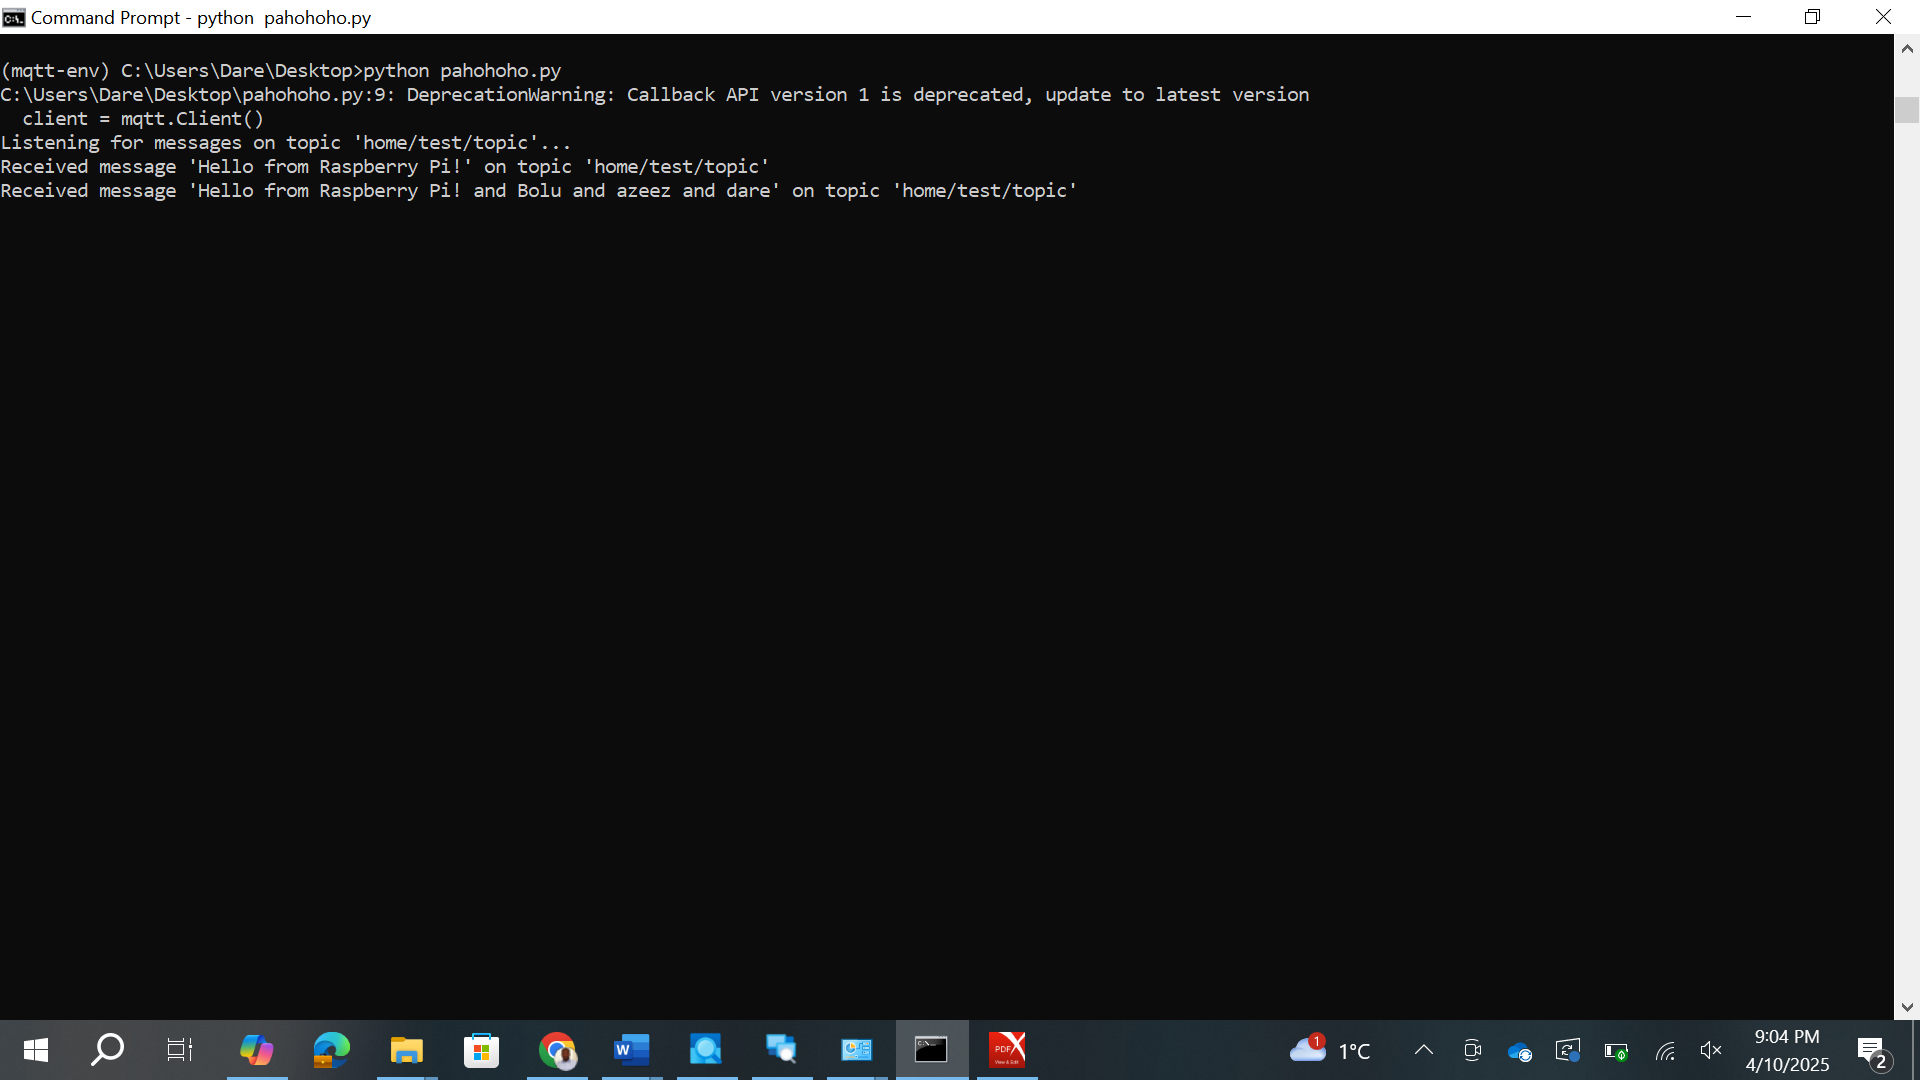 Command Prompt - python  pahohoho.py
(mqtt-env) C:\Users\Dare\Desktop>python pahohoho.py
C:\Users\Dare\Desktop\pahohoho.py:9: DeprecationWarning: Callback API version 1 is deprecated, update to latest version
  client = mqtt.Client()
Listening for messages on topic 'home/test/topic'...
Received message 'Hello from Raspberry Pi!' on topic 'home/test/topic'
Received message 'Hello from Raspberry Pi! and Bolu and azeez and dare' on topic 'home/test/topic'
W
C:\.
PDF
1
1°C
9:04 PM
4/10/2025
2